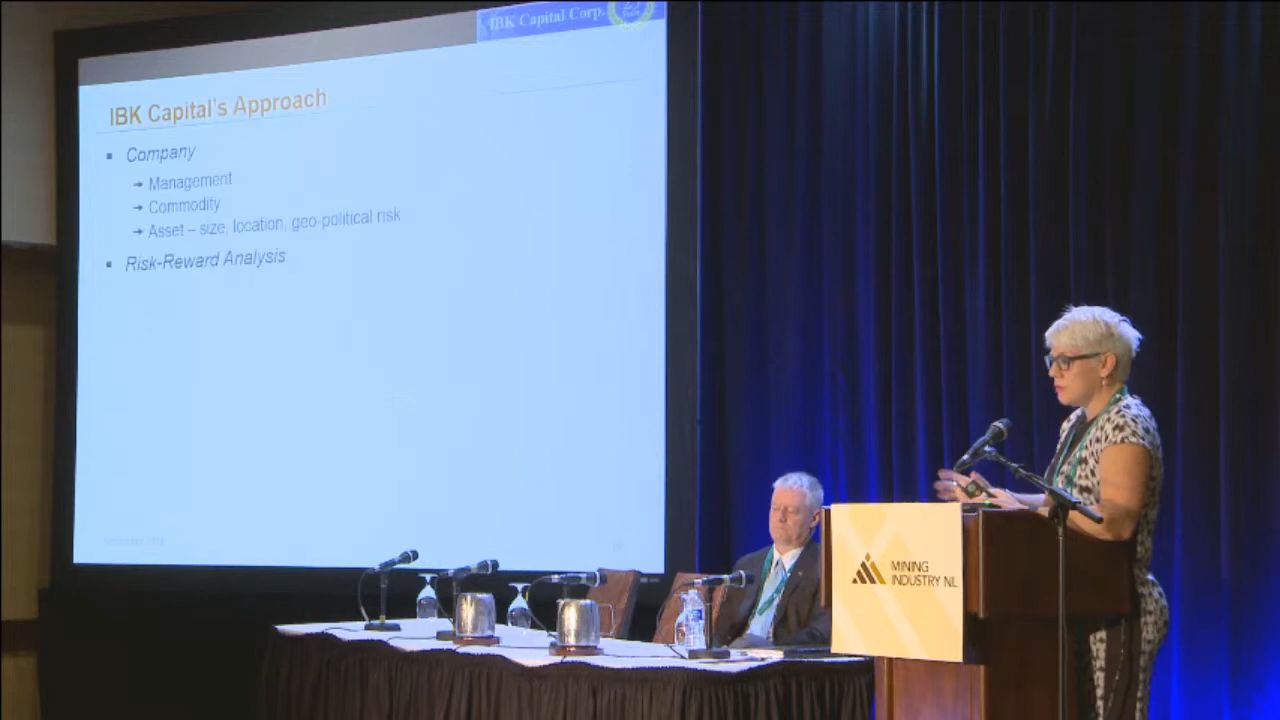 IBK Capital Corp.
IBK Capital's Approach
▪ Company
→ Management
→ Commodity
→ Asset – size, location, geo-political risk
▪ Risk-Reward Analysis
MINING
INDUSTRY NL